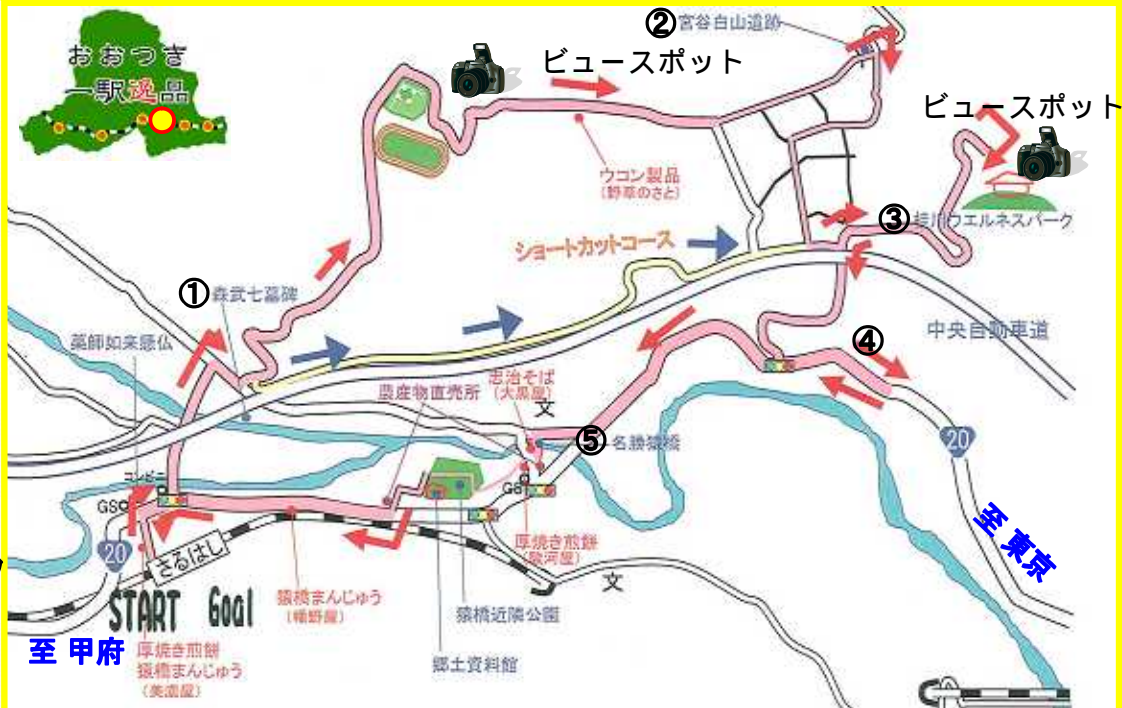 おおつき
一駅逸品
② 宮谷白山遺跡
ビュースポット
ビュースポット
ウコン製品
(野草のさと)
③ 桂川ウエルネスパーク
ショートカットコース
① 森武七墓碑
中央自動車道
薬師如来懸仏
④
忠治そば
(大黒屋)
農産物直売所
文
⑤ 名勝猿橋
20
コンビニ
GS
GS
厚焼き煎餅
(駿河屋)
20
さるはし
至 東京
文
START Goal
猿橋まんじゅう
(幡野屋)
猿橋近隣公園
至 甲府
厚焼き煎餅
猿橋まんじゅう
(美濃屋)
郷土資料館